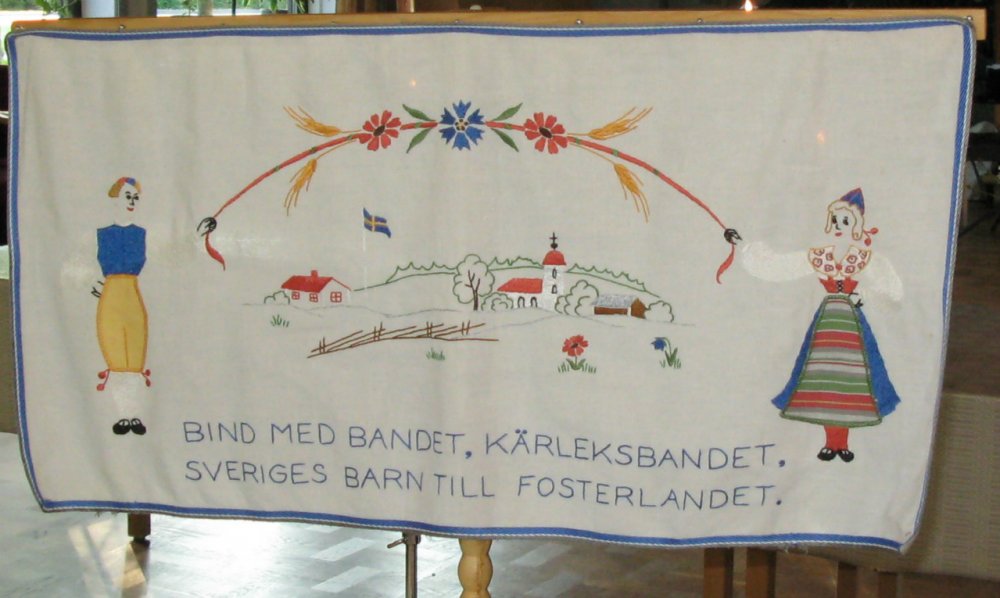 BIND MED BANDET, KÄRLEKSBANDET,
SVERIGES BARN TILL FOSTERLANDET.